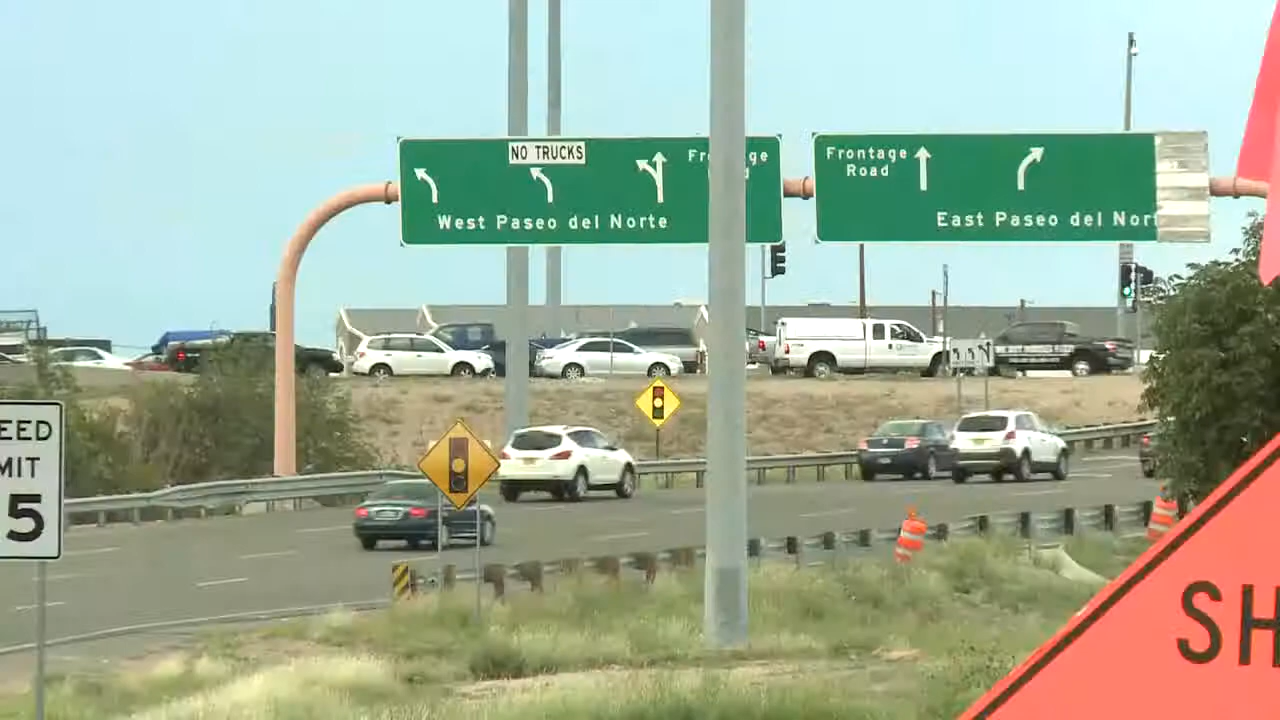 NO TRUCKS
West Paseo del Norte
Frontage
Road
East Paseo del Nor
EED
MIT
5
SH